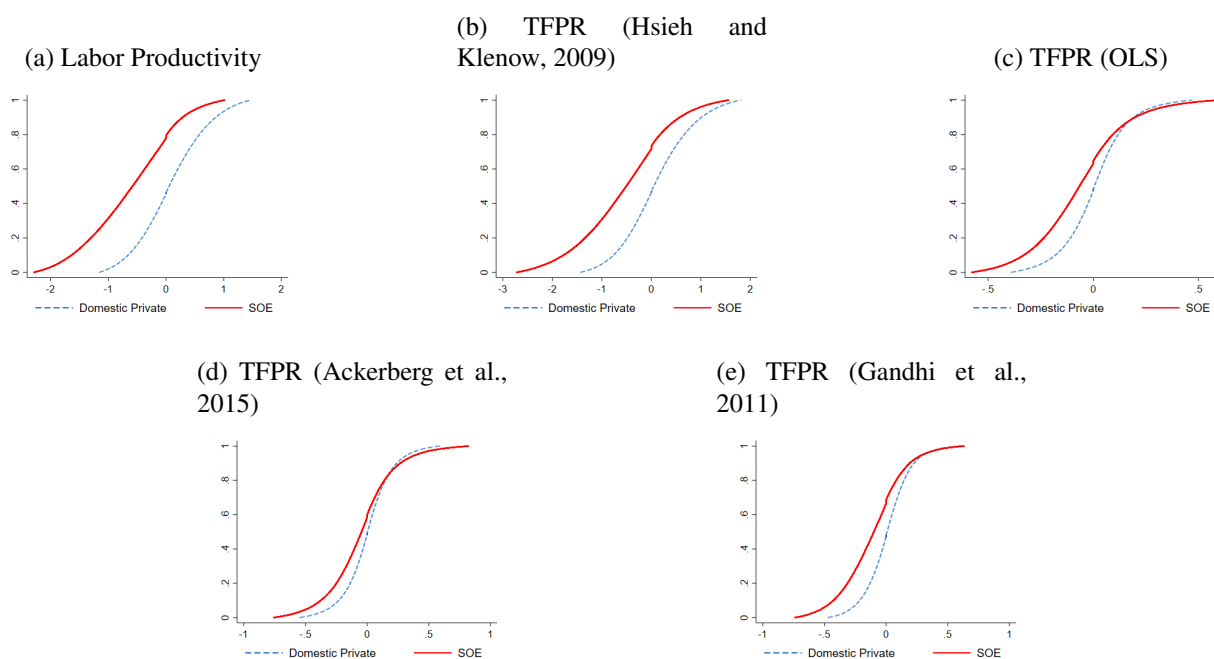 (a) Labor Productivity
(b) TFPR (Hsieh and
Klenow, 2009)
(c) TFPR (OLS)
0 .2 .4 .6 .8 1
-2 -1 0 1 2
Domestic Private SOE
0 .2 .4 .6 .8 1
-3 -2 -1 0 1 2
Domestic Private SOE
0 .2 .4 .6 .8 1
-.5 0 .5
Domestic Private SOE
(d) TFPR (Ackerberg et al.,
2015)
(e) TFPR (Gandhi et al.,
2011)
0 .2 .4 .6 .8 1
-1 -.5 0 .5 1
Domestic Private SOE
0 .2 .4 .6 .8 1
-1 -.5 0 .5 1
Domestic Private SOE